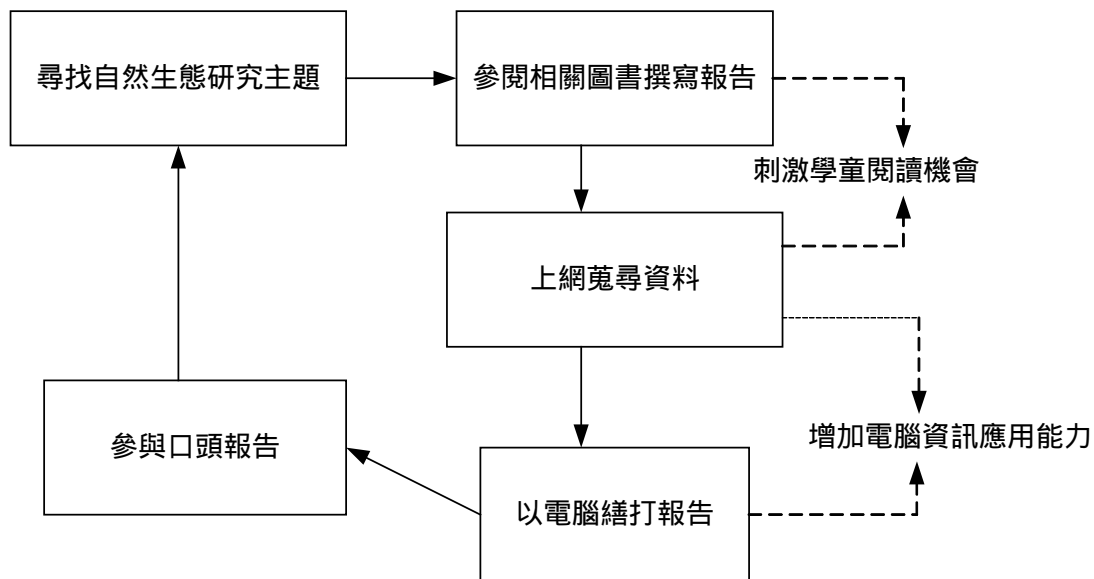 尋找自然生態研究主題
參閱相關圖書撰寫報告
刺激學童閱讀機會
上網蒐尋資料
參與口頭報告
增加電腦資訊應用能力
以電腦繕打報告